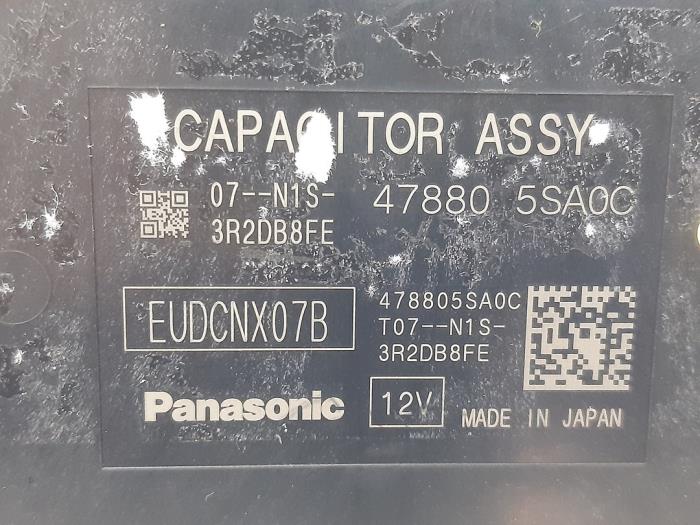 CAPACITOR ASSY
07--N1S-
3R2DB8FE
47880 5SA0C
EUDCNX07B
478805SA0C
T07--N1S-
3R2DB8FE
Panasonic
12V
MADE IN JAPAN